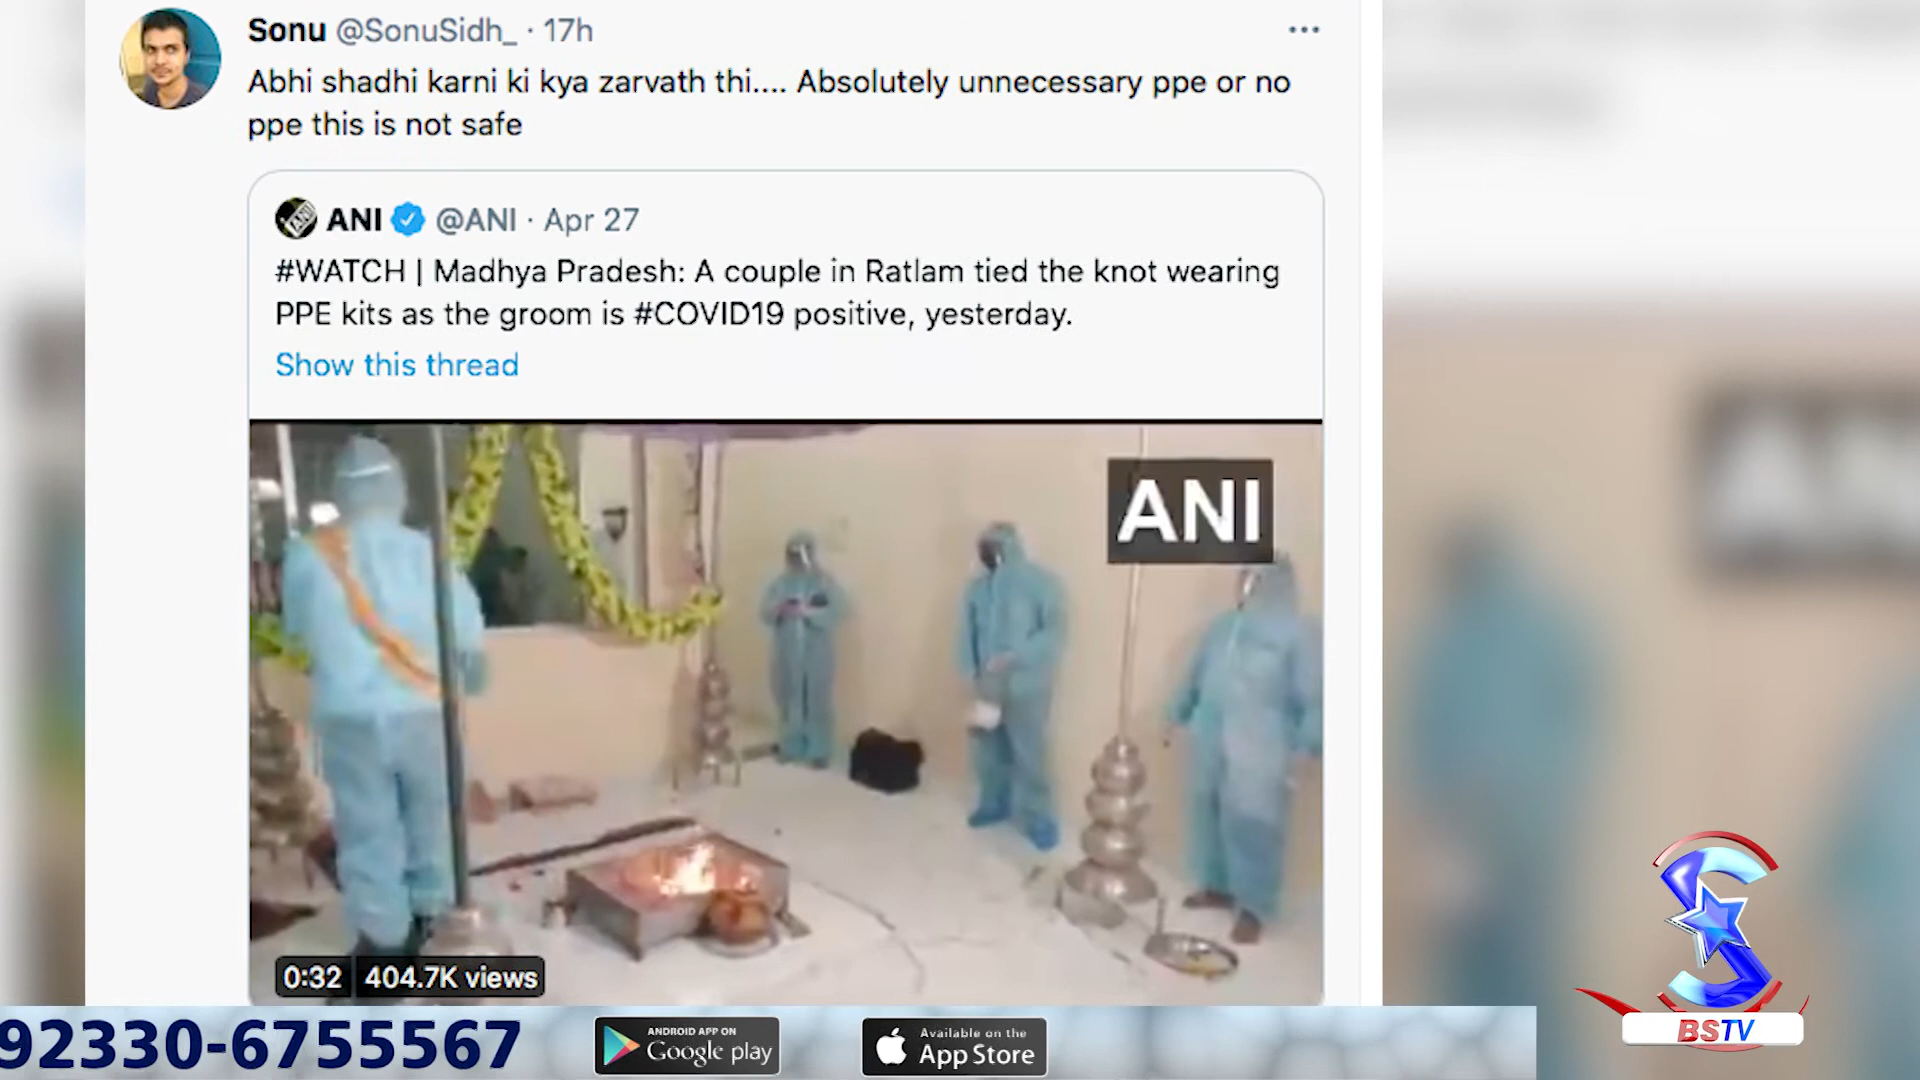 Sonu @SonuSidh_ · 17h
Abhi shadhi karni ki kya zarvath thi.... Absolutely unnecessary ppe or no
ppe this is not safe
ANI @ANI · Apr 27
#WATCH | Madhya Pradesh: A couple in Ratlam tied the knot wearing
PPE kits as the groom is #COVID19 positive, yesterday.
Show this thread
ANI
0:32 404.7K views
92330-6755567
ANDROID APP ON
Google play
Available on the
App Store
BSTV